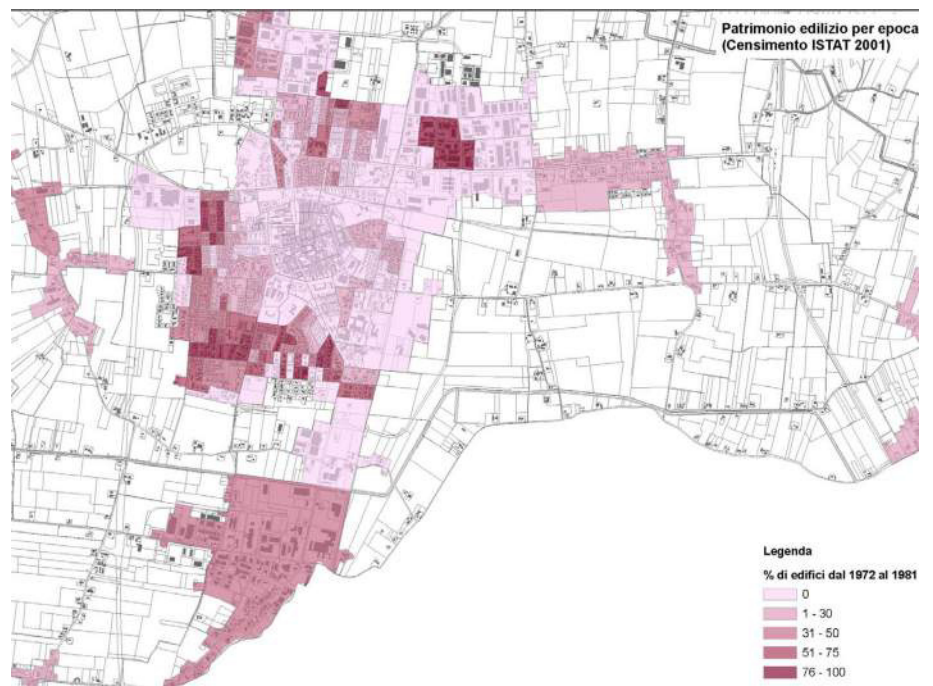 Patrimonio edilizio per epoca
(Censimento ISTAT 2001)
Legenda
% di edifici dal 1972 al 1981
0
1 - 30
31 - 50
51 - 75
76 - 100